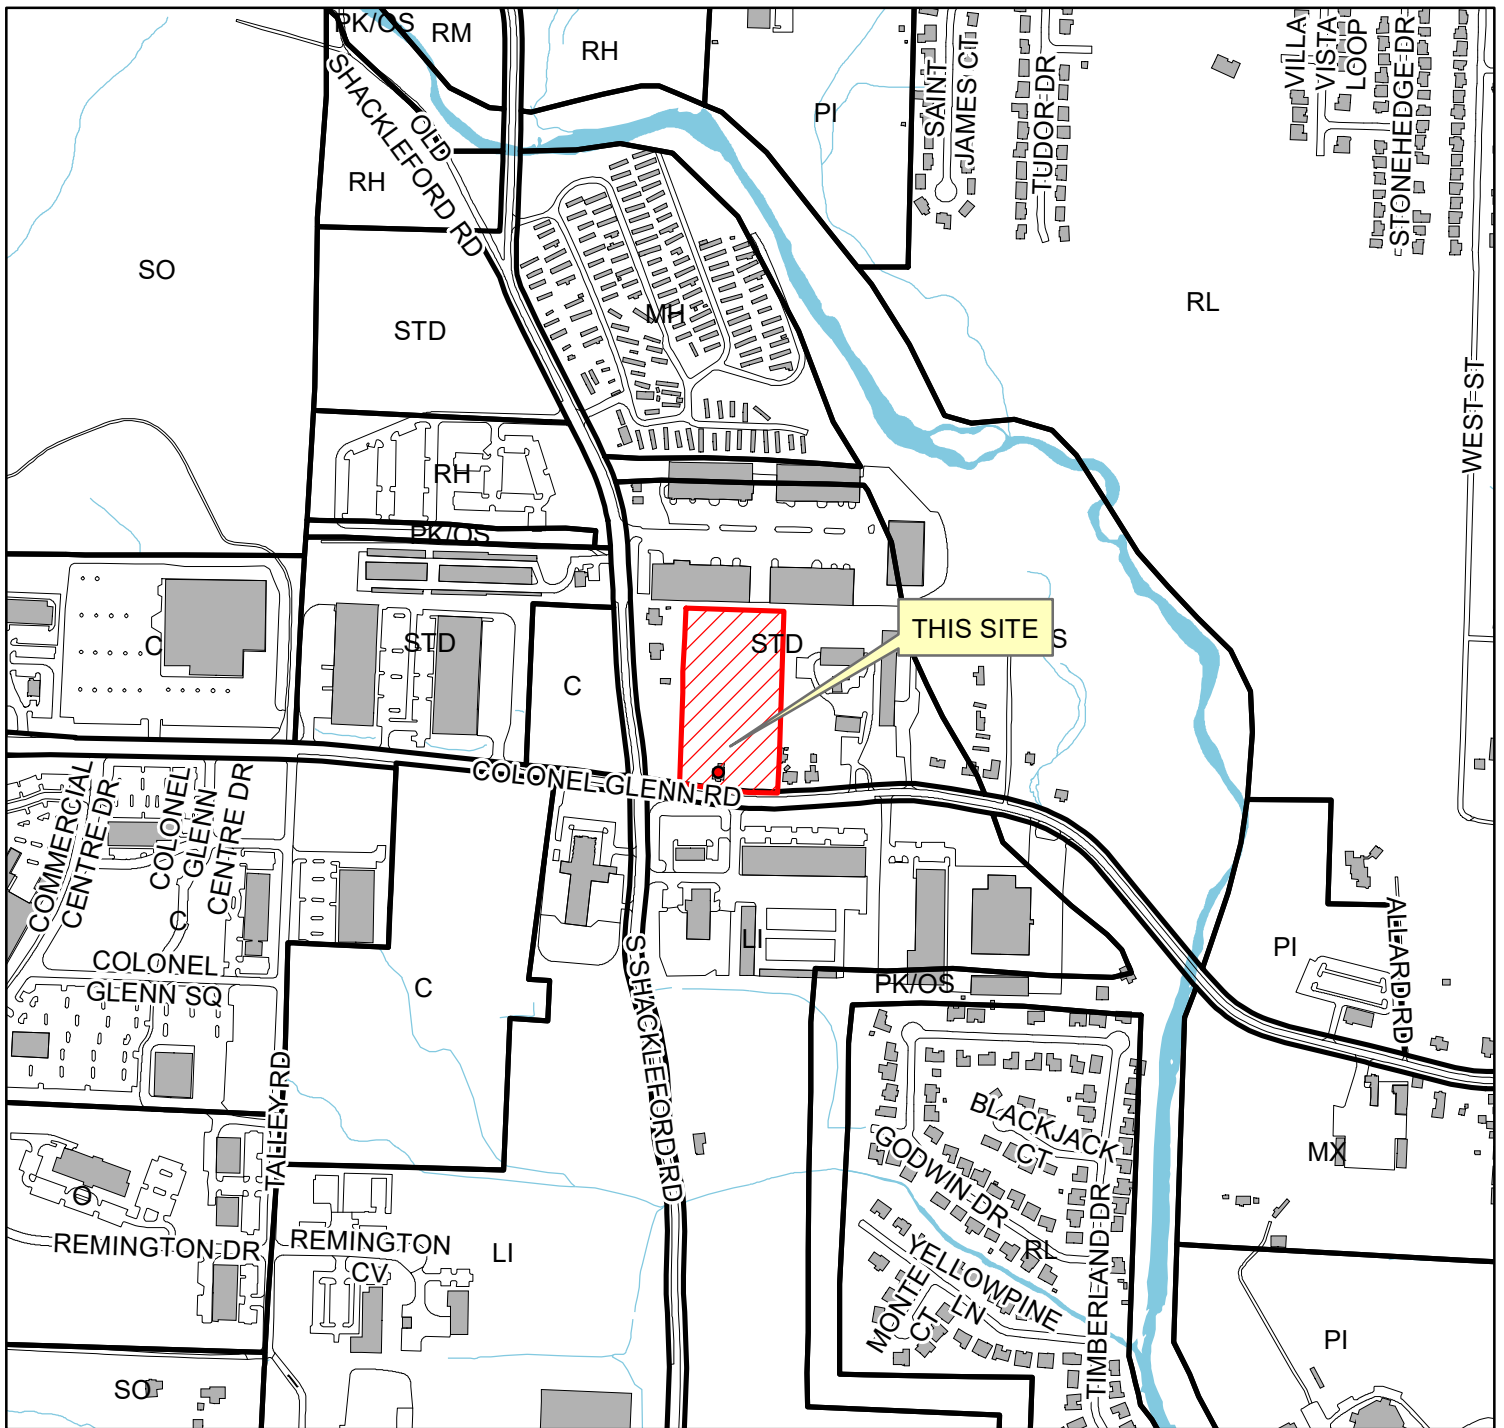 PK/OS
RM
RH
PI
SAINT
JAMES CT
TUDOR DR
VILLA
VISTA
LOOP
STONEHEDGE DR
OLD
SHACKLEFORD RD
RH
SO
STD
MH
RL
WEST ST
RH
PK/OS
C
STD
C
STD
THIS SITE
S
COLONEL GLENN RD
COMMERCIAL
CENTRE DR
COLONEL
GLENN
CENTRE DR
C
COLONEL
GLENN SQ
C
S SHACKLEFORD RD
LI
PK/OS
PI
ALLARD RD
TALLEY RD
BLACKJACK
CT
GODWIN DR
MX
O
REMINGTON DR
REMINGTON
CV
LI
YELLOWPINE
LN
RL
MONTE
CT
TIMBERLAND DR
PI
SO